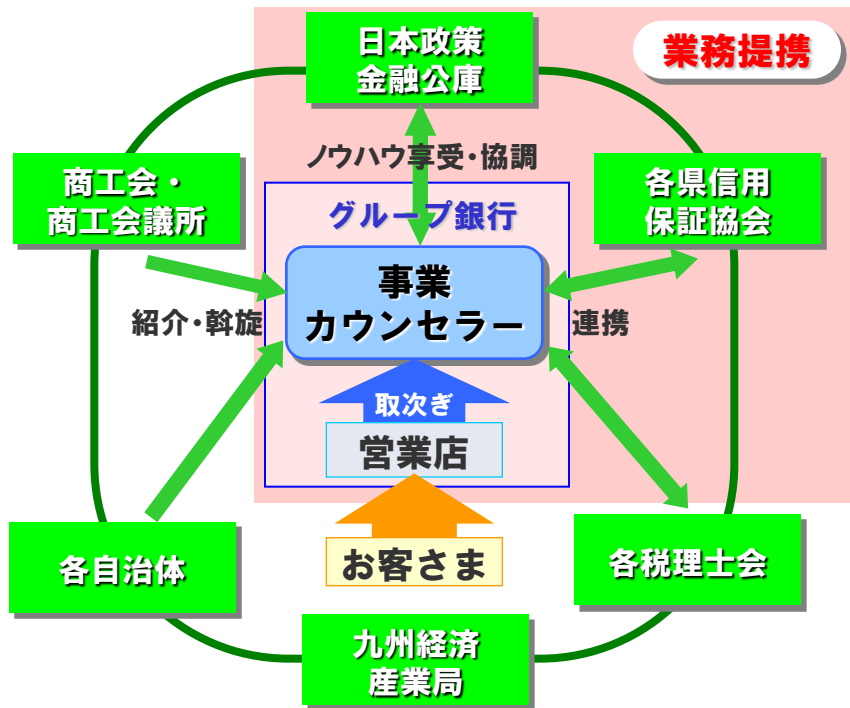 日本政策
金融公庫
業務提携
ノウハウ享受・協調
商工会・
商工会議所
各県信用
保証協会
グループ銀行
事業
カウンセラー
紹介・斡旋
連携
取次ぎ
営業店
お客さま
各自治体
各税理士会
九州経済
産業局